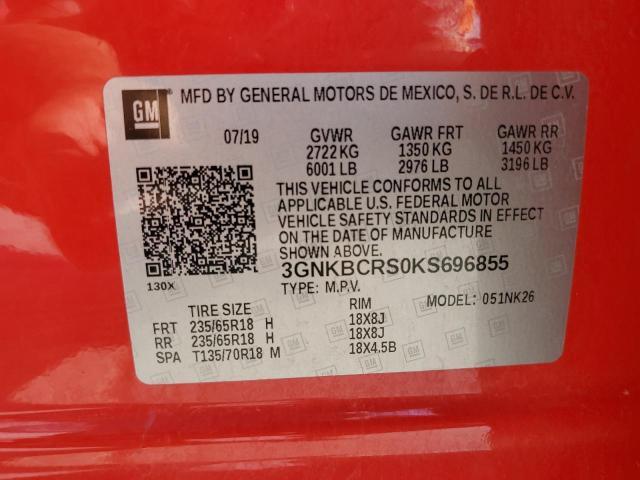 GM MFD BY GENERAL MOTORS DE MEXICO, S. DE R.L. DE C.V.
07/19 GVWR GAWR FRT GAWR RR
2722 KG 1350 KG 1450 KG
6001 LB 2976 LB 3196 LB
THIS VEHICLE CONFORMS TO ALL
APPLICABLE U.S. FEDERAL MOTOR
VEHICLE SAFETY STANDARDS IN EFFECT
ON THE DATE OF MANUFACTURE
SHOWN ABOVE.
3GNKBCRS0KS696855
130X TYPE: M.P.V. MODEL: 051NK26
TIRE SIZE RIM
FRT 235/65R18 H 18X8J
RR 235/65R18 H 18X8J
SPA T135/70R18 M 18X4.5B